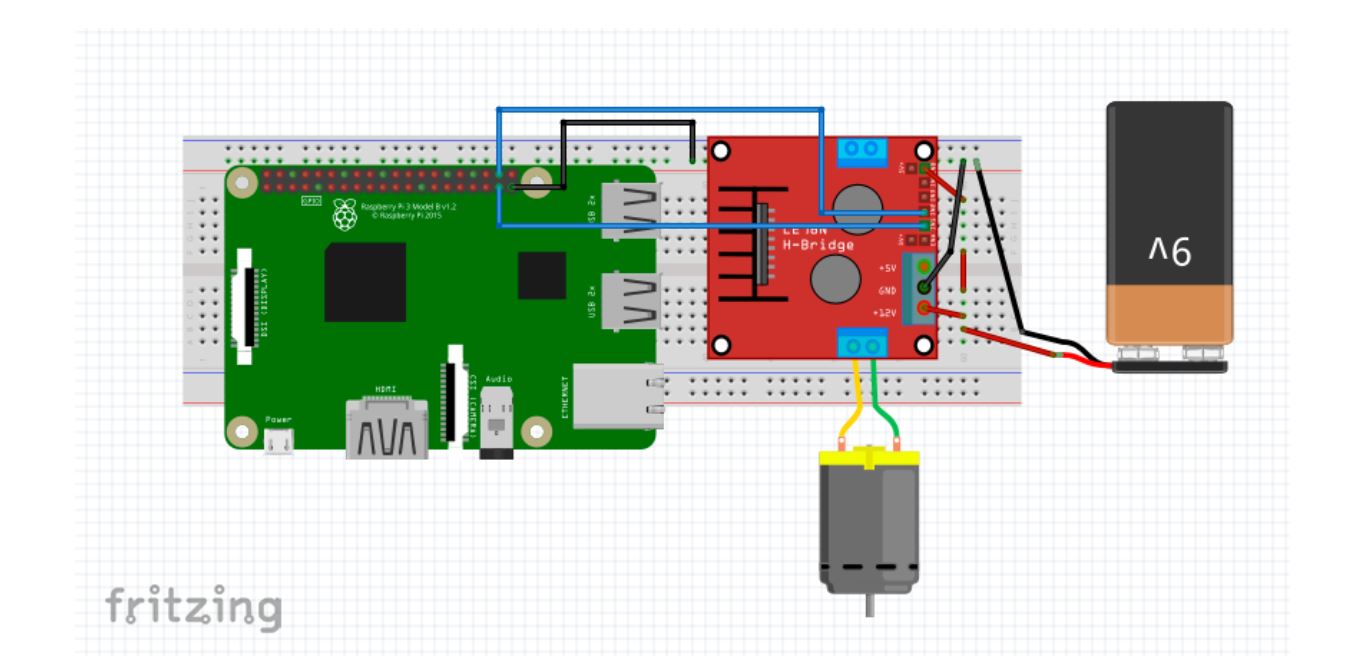 GPIO
Raspberry Pi 3 Model B v1.2
© Raspberry Pi 2015
DSI (DISPLAY)
USB 2x
USB 2x
Power
HDMI
CSI (CAMERA)
Audio
ETHERNET
H-Bridge
+5V
GND
+12V
9V
fritzing